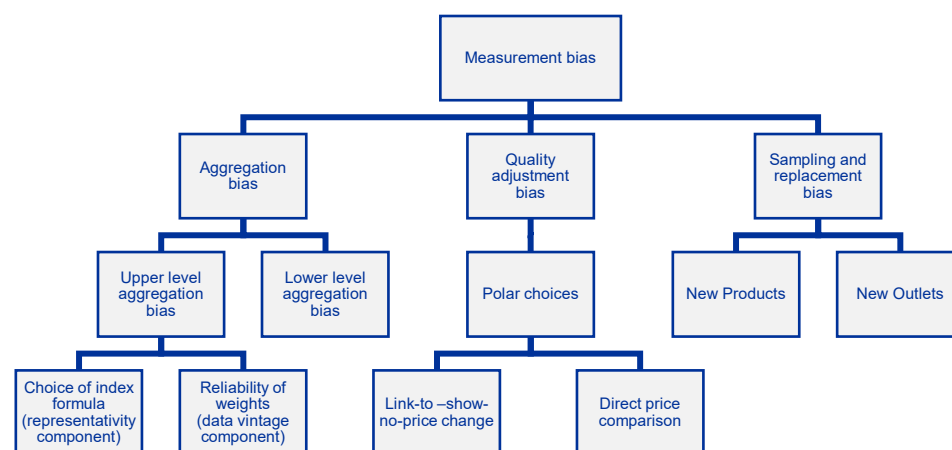 Measurement bias
Aggregation
bias
Quality
adjustment
bias
Sampling and
replacement
bias
Upper level
aggregation
bias
Lower level
aggregation
bias
Polar choices
New Products
New Outlets
Choice of index
formula
(representativity
component)
Reliability of
weights
(data vintage
component)
Link-to –show-
no-price change
Direct price
comparison